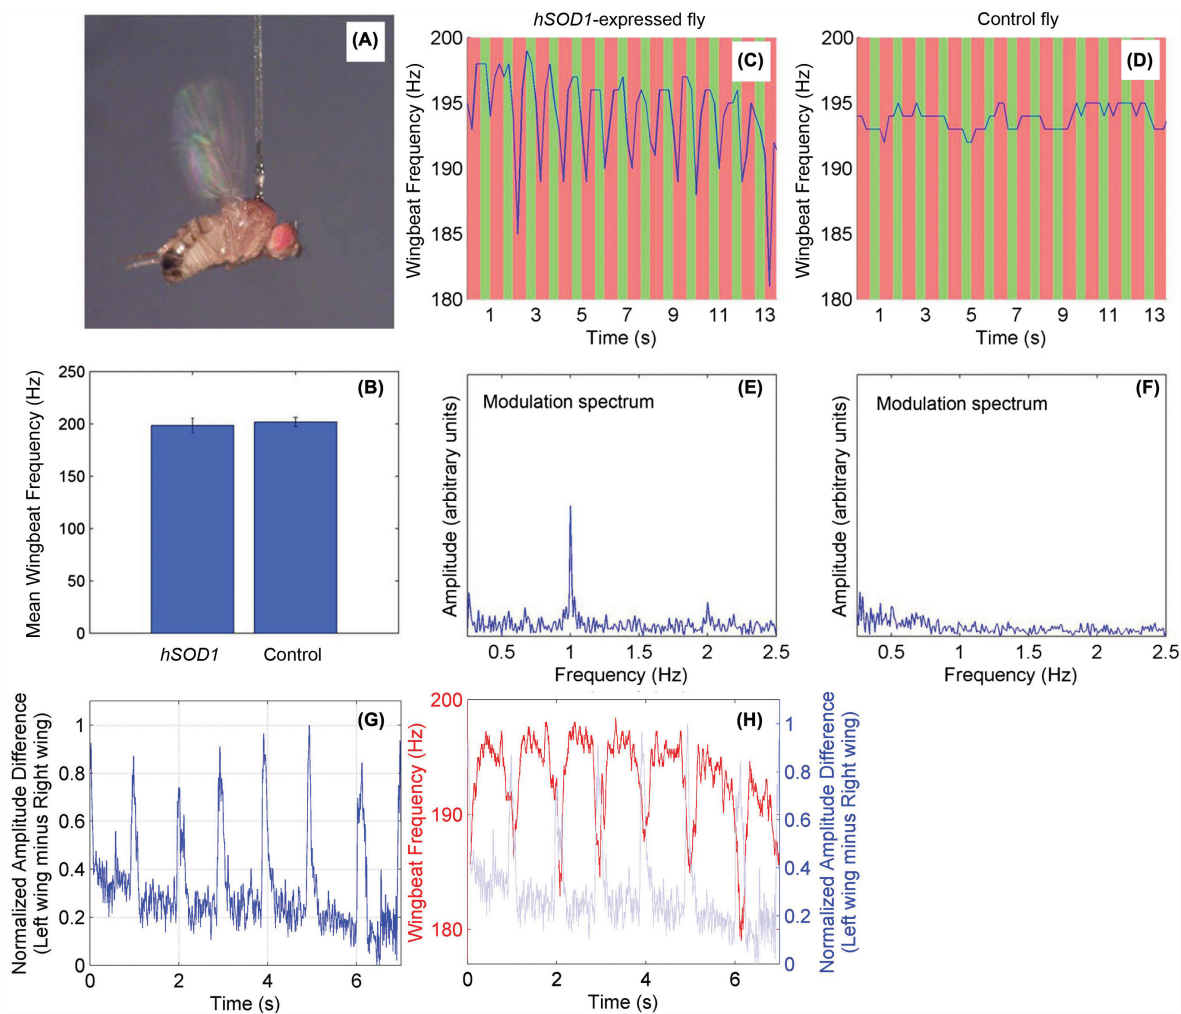 (A)
hSOD1-expressed fly
Wingbeat Frequency (Hz)
200
195
190
185
180
(C)
1 3 5 7 9 11 13
Time (s)
Control fly
Wingbeat Frequency (Hz)
200
195
190
185
180
(D)
1 3 5 7 9 11 13
Time (s)
Mean Wingbeat Frequency (Hz)
250
200
150
100
50
0
(B)
hSOD1 Control
Amplitude (arbitrary units)
Modulation spectrum
(E)
0.5 1 1.5 2 2.5
Frequency (Hz)
Amplitude (arbitrary units)
Modulation spectrum
(F)
0.5 1 1.5 2 2.5
Frequency (Hz)
Normalized Amplitude Difference
(Left wing minus Right wing)
1
0.8
0.6
0.4
0.2
0
(G)
0 2 4 6
Time (s)
Wingbeat Frequency (Hz)
200
190
180
(H)
0 2 4 6
Time (s)
1
0.8
0.6
0.4
0.2
0
Normalized Amplitude Difference
(Left wing minus Right wing)